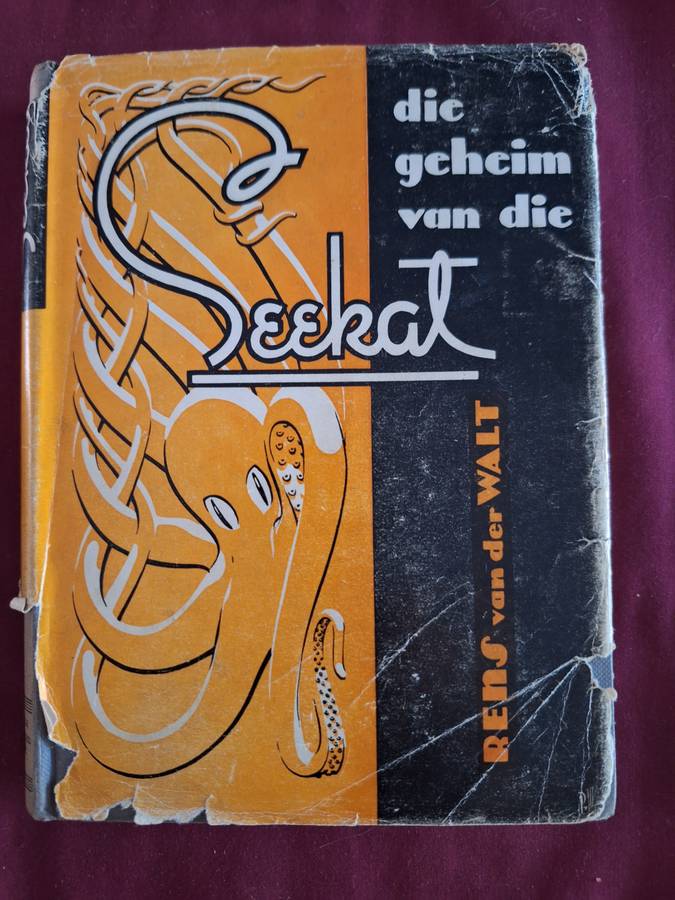 die
geheim
van die
Seekat
RENS van der WALT